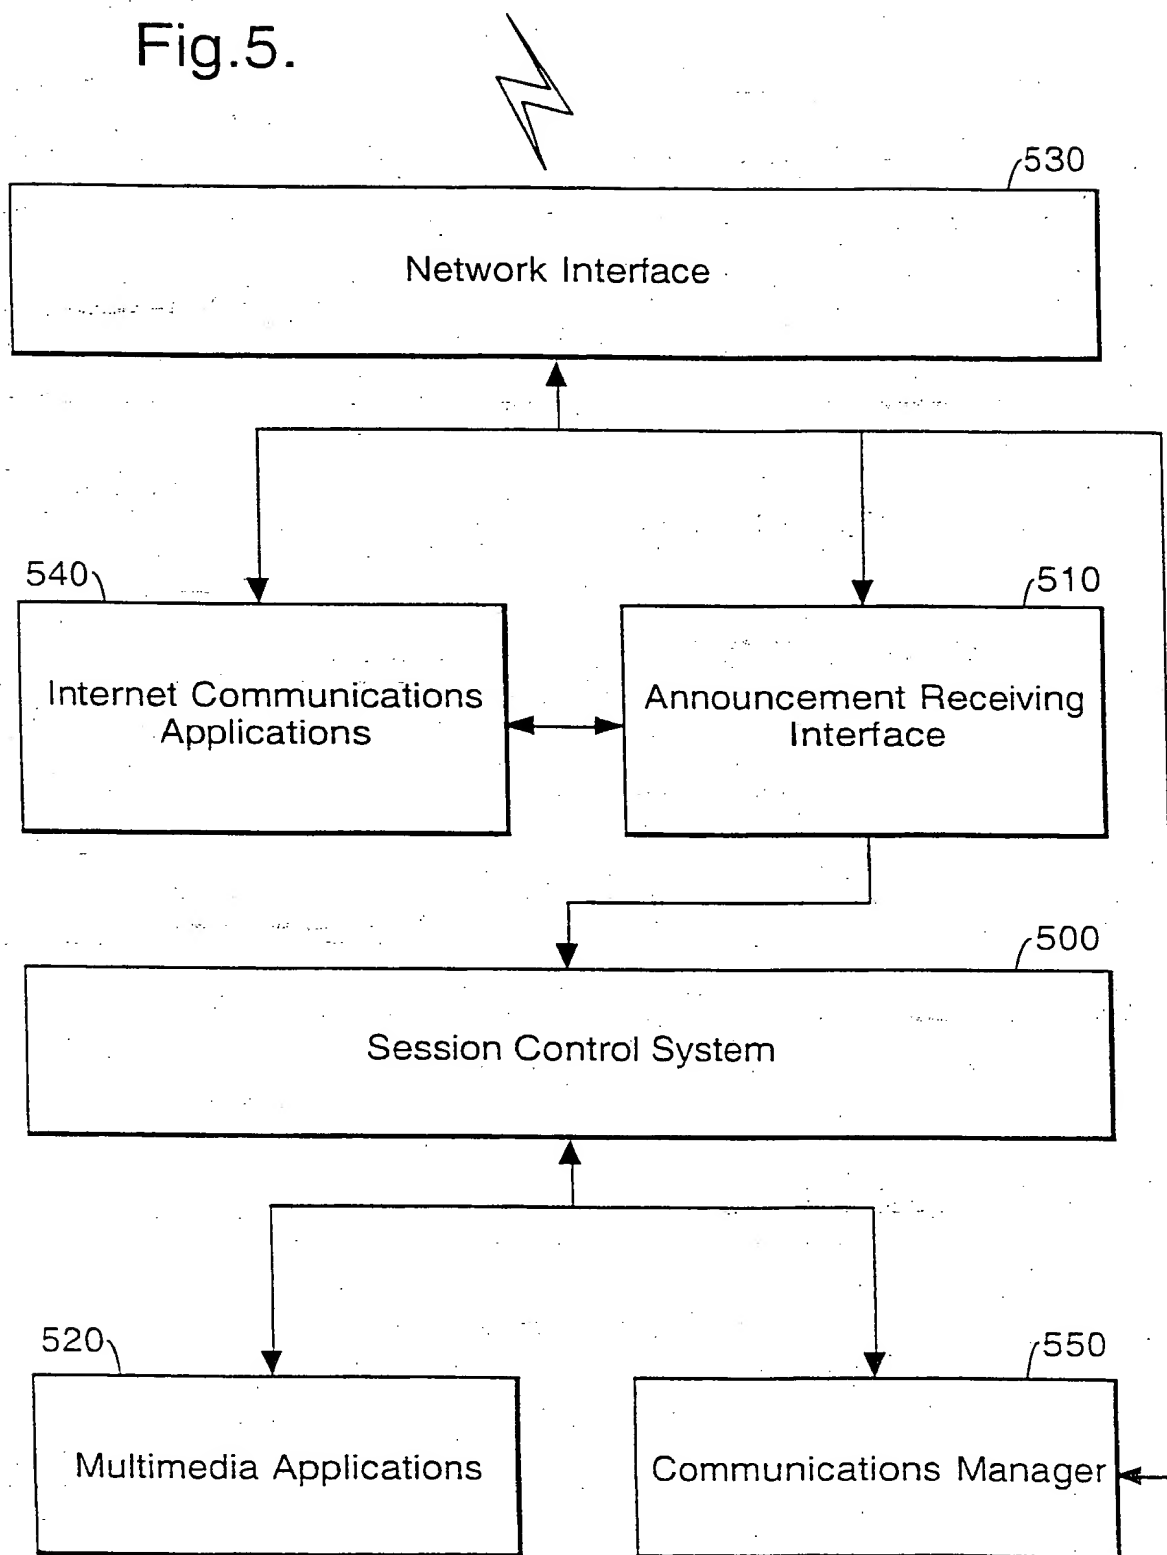 Fig.5.
530
Network Interface
540
510
Internet Communications
Applications
Announcement Receiving
Interface
500
Session Control System
520
550
Multimedia Applications
Communications Manager